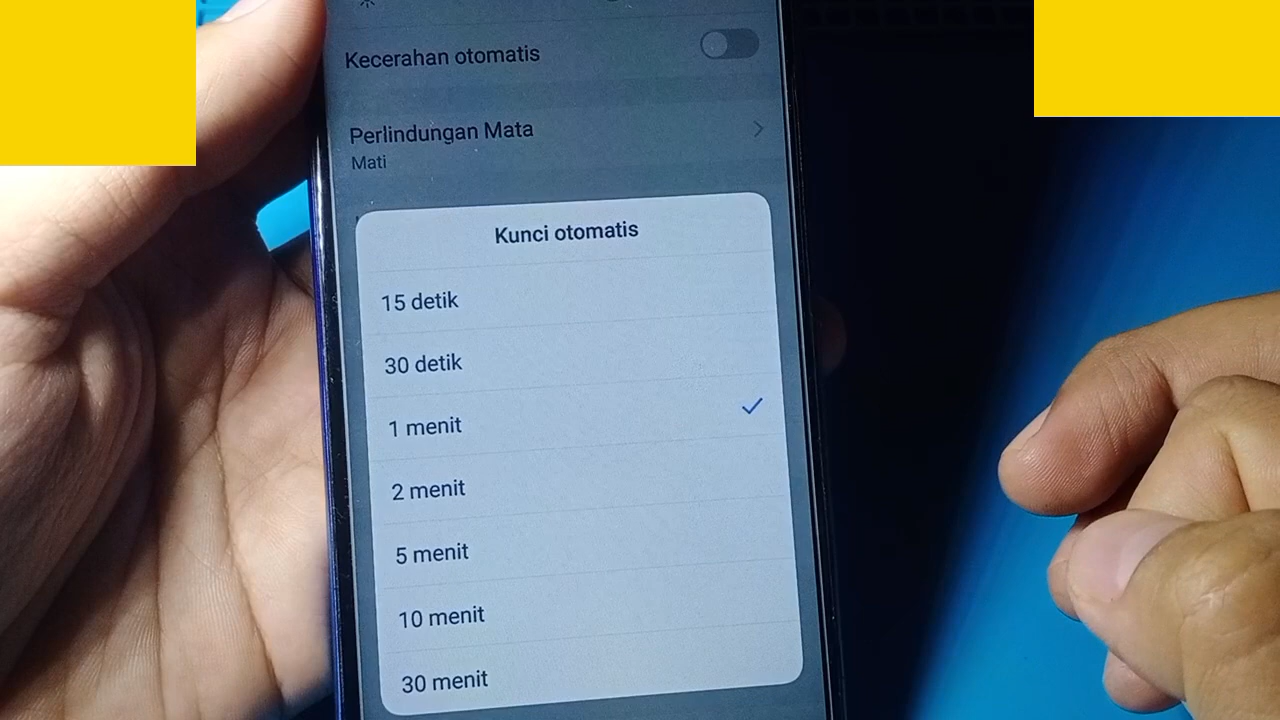 Kecerahan otomatis
Perlindungan Mata
Mati
Kunci otomatis
15 detik
30 detik
1 menit
2 menit
5 menit
10 menit
30 menit